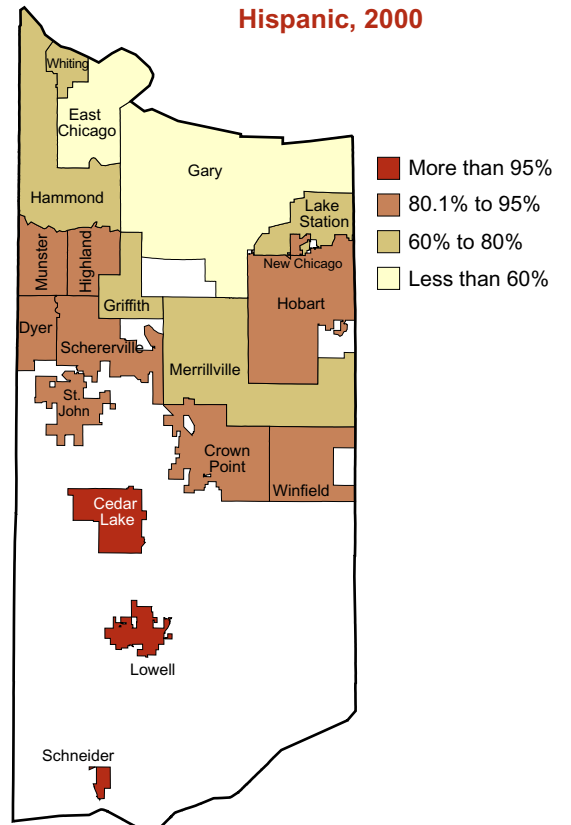 Hispanic, 2000
Whiting
East
Chicago
Gary
Hammond
Lake
Station
New Chicago
Munster
Highland
Hobart
Griffith
Dyer
Schererville
Merrillville
St.
John
Crown
Point
Winfield
Cedar
Lake
Lowell
Schneider
More than 95%
80.1% to 95%
60% to 80%
Less than 60%